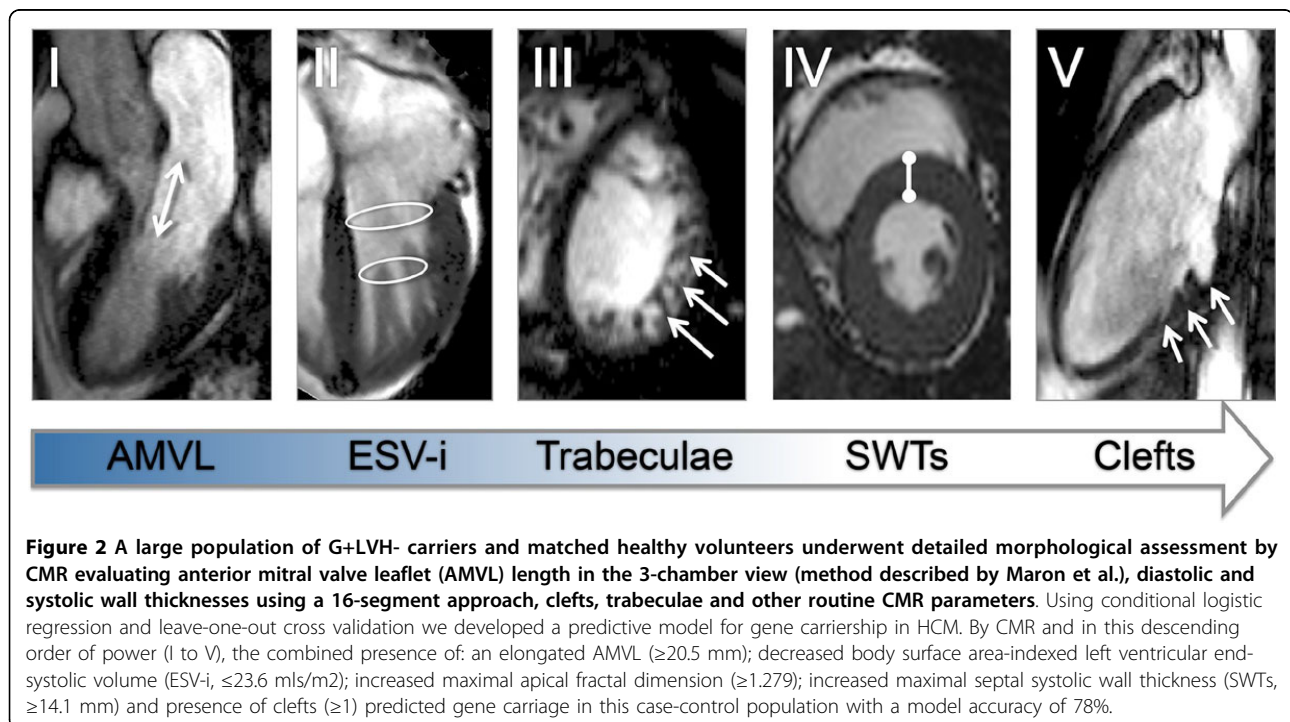 I II III IV V
AMVL ESV-i Trabeculae SWTs Clefts
Figure 2 A large population of G+LVH- carriers and matched healthy volunteers underwent detailed morphological assessment by
CMR evaluating anterior mitral valve leaflet (AMVL) length in the 3-chamber view (method described by Maron et al.), diastolic and
systolic wall thicknesses using a 16-segment approach, clefts, trabeculae and other routine CMR parameters. Using conditional logistic
regression and leave-one-out cross validation we developed a predictive model for gene carriership in HCM. By CMR and in this descending
order of power (I to V), the combined presence of: an elongated AMVL (≥20.5 mm); decreased body surface area-indexed left ventricular end-
systolic volume (ESV-i, ≤23.6 mls/m2); increased maximal apical fractal dimension (≥1.279); increased maximal septal systolic wall thickness (SWTs,
≥14.1 mm) and presence of clefts (≥1) predicted gene carriage in this case-control population with a model accuracy of 78%.